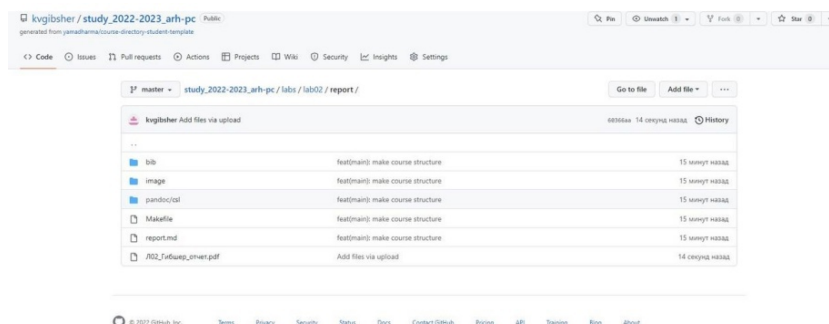 kvgibsher / study_2022-2023_arh-pc Public
Pin Unwatch 1 Fork 0 Star 0
generated from yamadharma/course-directory-student-template
Code Issues Pull requests Actions Projects Wiki Security Insights Settings
master study_2022-2023_arh-pc / labs / lab02 / report / Go to file Add file ...
kvgibsher Add files via upload 14 секунд назад History
..
bib feat(main): make course structure 15 минут назад
image feat(main): make course structure 15 минут назад
pandoc/csl feat(main): make course structure 15 минут назад
Makefile feat(main): make course structure 15 минут назад
report.md feat(main): make course structure 15 минут назад
Л02_Гибшер_отчет.pdf Add files via upload 14 секунд назад
© 2022 GitHub, Inc. Terms Privacy Security Status Docs Contact GitHub Pricing API Training Blog About